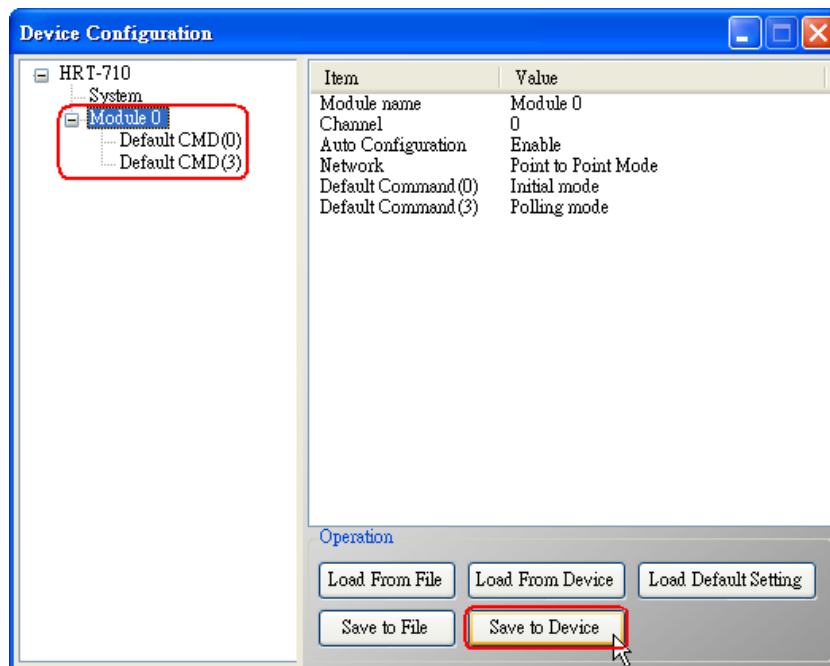 Device Configuration
HRT-710
System
Module 0
Default CMD(0)
Default CMD(3)
Item Value
Module name Module 0
Channel 0
Auto Configuration Enable
Network Point to Point Mode
Default Command(0) Initial mode
Default Command(3) Polling mode
Operation
Load From File Load From Device Load Default Setting
Save to File Save to Device